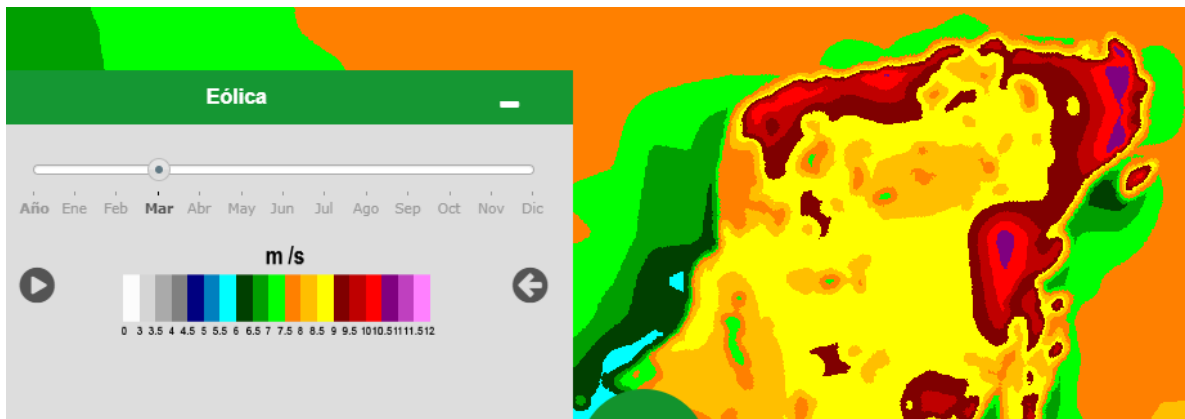 Eólica
Año Ene Feb Mar Abr May Jun Jul Ago Sep Oct Nov Dic
m /s
0 3 3.5 4 4.5 5 5.5 6 6.5 7 7.5 8 8.5 9 9.5 10 10.5 11 11.5 12